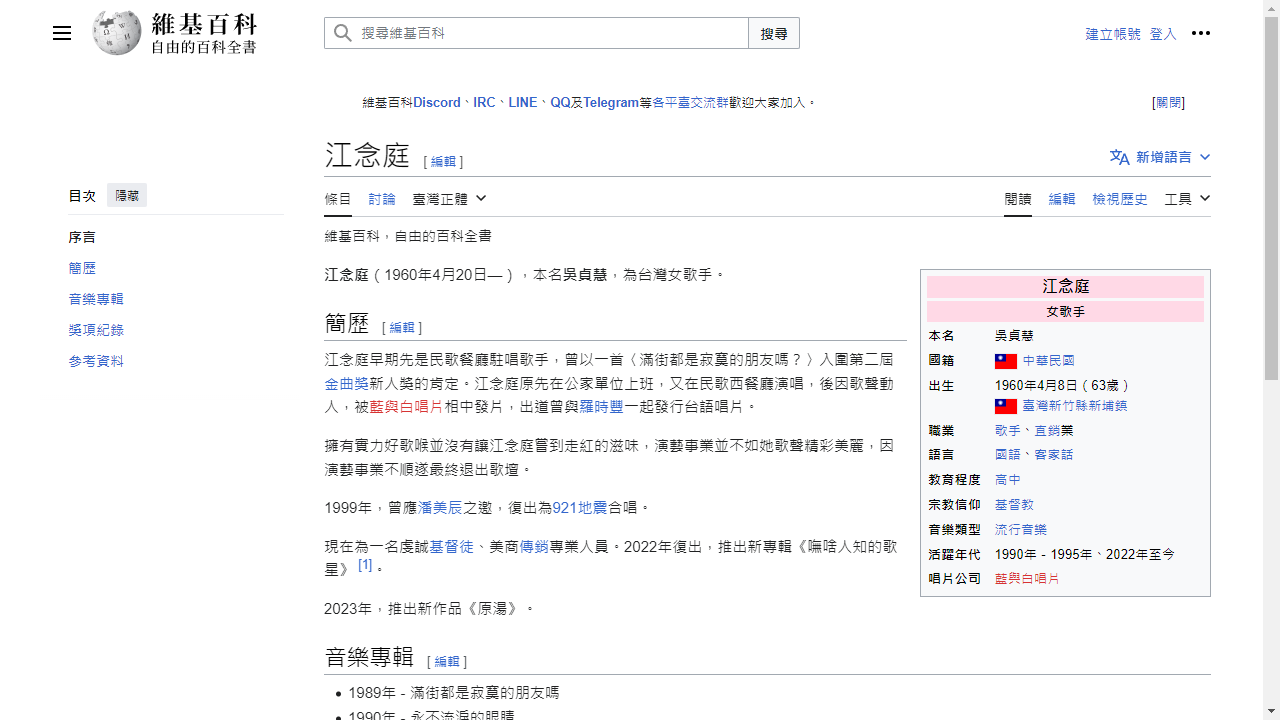 維基百科
自由的百科全書
搜尋維基百科
搜尋
建立帳號 登入
維基百科Discord、IRC、LINE、QQ及Telegram等各平臺交流群歡迎大家加入。
[關閉]
江念庭 [ 編輯 ]
新增語言
目次 隱藏
條目 討論 臺灣正體
閱讀 編輯 檢視歷史 工具
序言
簡歷
音樂專輯
獎項紀錄
參考資料
維基百科，自由的百科全書
江念庭（1960年4月20日—），本名吳貞慧，為台灣女歌手。
簡歷 [ 編輯 ]
江念庭早期先是民歌餐廳駐唱歌手，曾以一首〈滿街都是寂寞的朋友嗎？〉入圍第二屆
金曲獎新人獎的肯定。江念庭原先在公家單位上班，又在民歌西餐廳演唱，後因歌聲動
人，被藍與白唱片相中發片，出道曾與羅時豐一起發行台語唱片。
擁有實力好歌喉並沒有讓江念庭嘗到走紅的滋味，演藝事業並不如她歌聲精彩美麗，因
演藝事業不順遂最終退出歌壇。
1999年，曾應潘美辰之邀，復出為921地震合唱。
現在為一名虔誠基督徒、美商傳銷專業人員。2022年復出，推出新專輯《嘸啥人知的歌
星》[1]。
2023年，推出新作品《原湯》。
音樂專輯 [ 編輯 ]
1989年 - 滿街都是寂寞的朋友嗎
1990年 - 永不流淚的眼睛
江念庭
女歌手
本名 吳貞慧
國籍 中華民國
出生 1960年4月8日（63歲）
臺灣新竹縣新埔鎮
職業 歌手、直銷業
語言 國語、客家話
教育程度 高中
宗教信仰 基督教
音樂類型 流行音樂
活躍年代 1990年－1995年、2022年至今
唱片公司 藍與白唱片